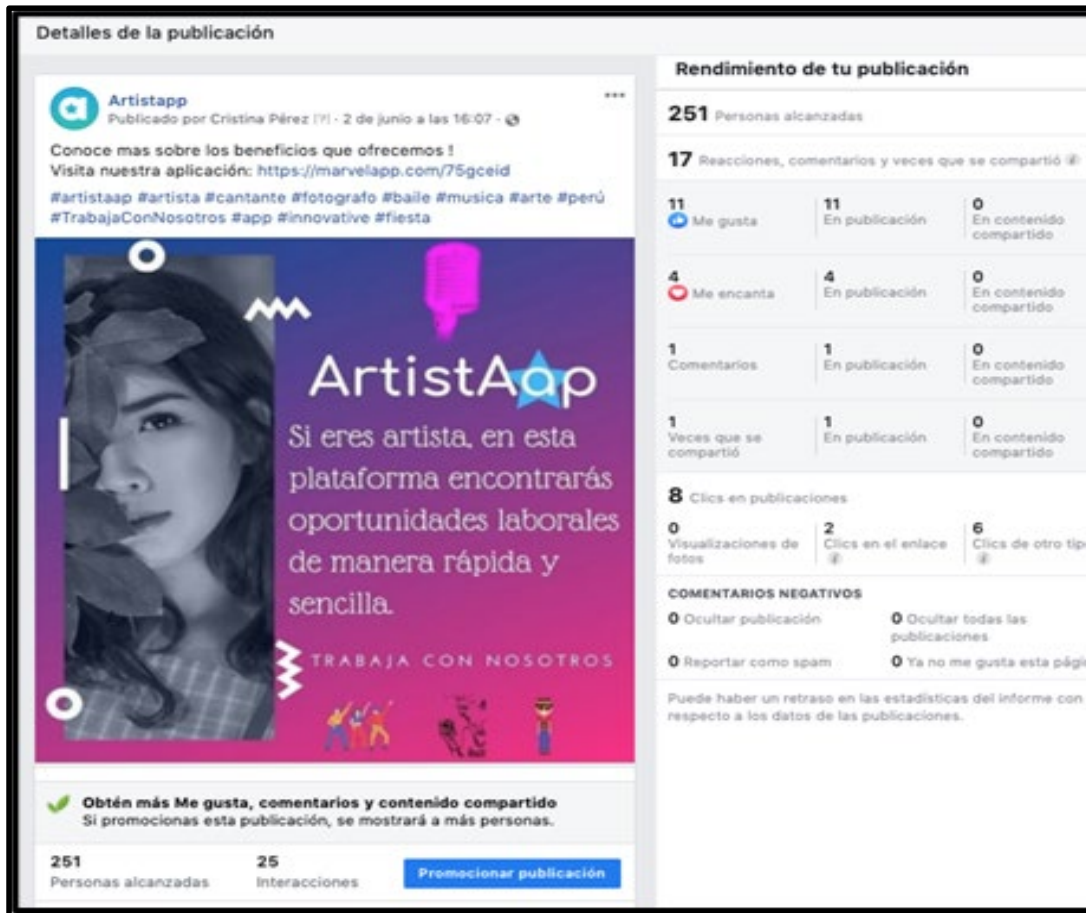 Detalles de la publicación
Artistapp
Publicado por Cristina Pérez [?] · 2 de junio a las 16:07 ·
Conoce mas sobre los beneficios que ofrecemos !
Visita nuestra aplicación: https://marvelapp.com/75gceid
#artistaap #artista #cantante #fotografo #baile #musica #arte #perú
#TrabajaConNosotros #app #innovative #fiesta
ArtistAap
Si eres artista, en esta
plataforma encontrarás
oportunidades laborales
de manera rápida y
sencilla.
TRABAJA CON NOSOTROS
Obtén más Me gusta, comentarios y contenido compartido
Si promocionas esta publicación, se mostrará a más personas.
251 25
Personas alcanzadas Interacciones Promocionar publicación
Rendimiento de tu publicación
251 Personas alcanzadas
17 Reacciones, comentarios y veces que se compartió
11 11 0
Me gusta En publicación En contenido
compartido
4 4 0
Me encanta En publicación En contenido
compartido
1 1 0
Comentarios En publicación En contenido
compartido
1 1 0
Veces que se En publicación En contenido
compartió compartido
8 Clics en publicaciones
0 2 6
Visualizaciones de Clics en el enlace Clics de otro tipo
fotos
COMENTARIOS NEGATIVOS
0 Ocultar publicación 0 Ocultar todas las
publicaciones
0 Reportar como spam 0 Ya no me gusta esta pági
Puede haber un retraso en las estadísticas del informe con
respecto a los datos de las publicaciones.